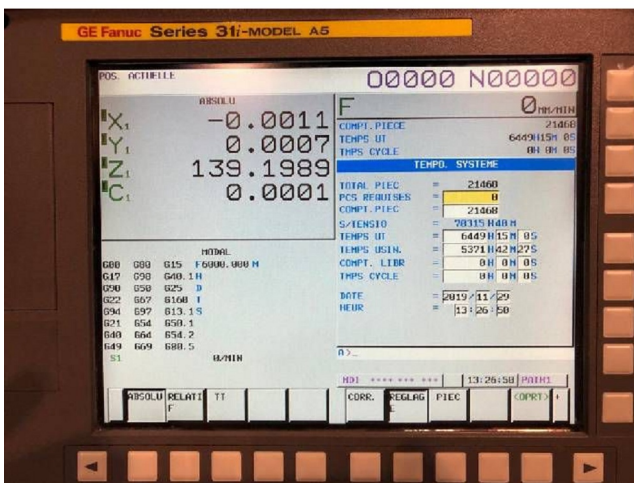 GE Fanuc Series 31i-MODEL A5
POS. ACTUELLE
O0000 N00000
ABSOLU
X1 -0.0011
Y1 0.0007
Z1 139.1989
C1 0.0001
F 0 MM/MIN
COMPT.PIECE 21460
TEMPS UT 6449H15M 0S
TMPS CYCLE 0H 0M 0S
TEMPO. SYSTEME
TOTAL PIEC = 21460
PCS REQUISES = 0
COMPT.PIEC = 21460
S/TENSIO = 70315H40M
TEMPS UT = 6449H15M 0S
TEMPS USIN. = 5371H42M27S
COMPT. LIBR = 0H 0M 0S
TMPS CYCLE = 0H 0M 0S
DATE = 2019/11/29
HEUR = 13:26:50
MODAL
G00 G80 G15 F6000.000 M
G17 G98 G40.1 H
G90 G50 G25 D
G22 G67 G160 T
G94 G97 G13.1 S
G21 G54 G50.1
G40 G64 G54.2
G49 G69 G80.5
S1 0/MIN
A)_
MDI **** *** *** 13:26:50 PATH1
ABSOLU RELATIF TT CORR. REGLAGE PIEC (OPRT) +